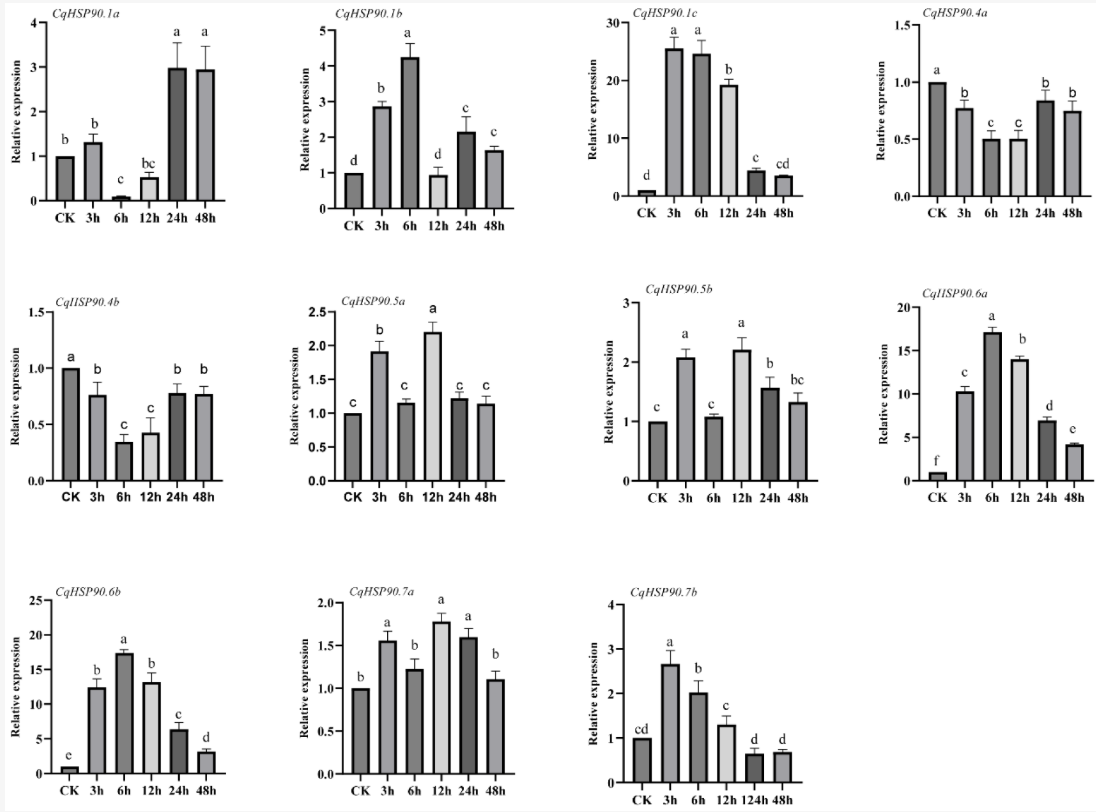 CqHSP90.1a
Relative expression
4
3
2
1
0
b b c bc a a
CK 3h 6h 12h 24h 48h
CqHSP90.1b
Relative expression
5
4
3
2
1
0
d b a d c c
CK 3h 6h 12h 24h 48h
CqHSP90.1c
Relative expression
30
20
10
0
d a a b c cd
CK 3h 6h 12h 24h 48h
CqHSP90.4a
Relative expression
1.5
1.0
0.5
0.0
a b c c b b
CK 3h 6h 12h 24h 48h
CqHSP90.4b
Relative expression
1.5
1.0
0.5
0.0
a b c c b b
CK 3h 6h 12h 24h 48h
CqHSP90.5a
Relative expression
2.5
2.0
1.5
1.0
0.5
0.0
c b c a c c
CK 3h 6h 12h 24h 48h
CqHSP90.5b
Relative expression
3
2
1
0
c a c a b bc
CK 3h 6h 12h 24h 48h
CqHSP90.6a
Relative expression
20
15
10
5
0
f c a b d e
CK 3h 6h 12h 24h 48h
CqHSP90.6b
Relative expression
25
20
15
10
5
0
e b a b c d
CK 3h 6h 12h 24h 48h
CqHSP90.7a
Relative expression
2.0
1.5
1.0
0.5
0.0
b a b a a b
CK 3h 6h 12h 24h 48h
CqHSP90.7b
Relative expression
4
3
2
1
0
cd a b c d d
CK 3h 6h 12h 124h 48h